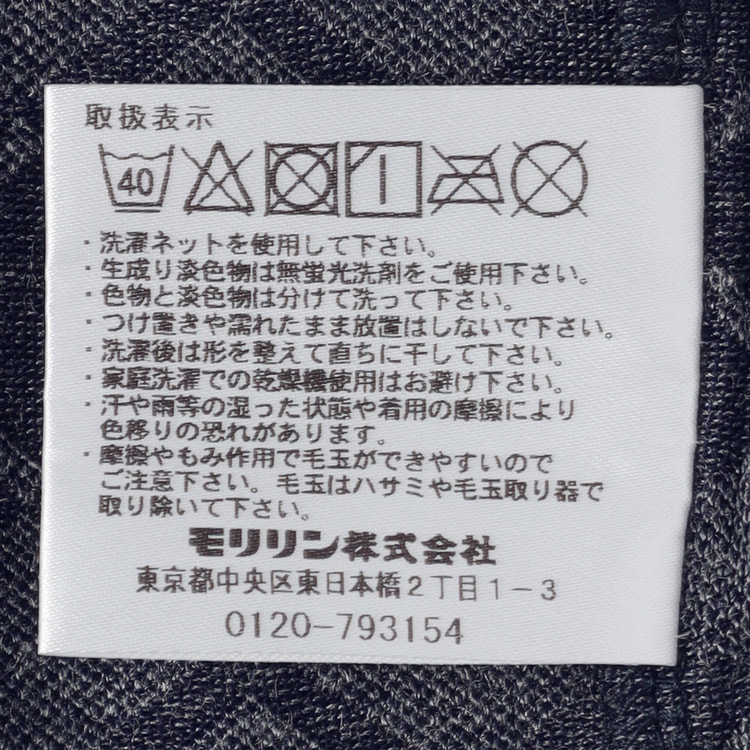 取扱表示
40
・洗濯ネットを使用して下さい。
・生成り淡色物は無蛍光洗剤をご使用下さい。
・色物と淡色物は分けて洗って下さい。
・つけ置きや濡れたまま放置はしないで下さい。
・洗濯後は形を整えて直ちに干して下さい。
・家庭洗濯での乾燥機使用はお避け下さい。
・汗や雨等の湿った状態や着用の摩擦により
色移りの恐れがあります。
・摩擦やもみ作用で毛玉ができやすいので
ご注意下さい。毛玉はハサミや毛玉取り器で
取り除いて下さい。
モリリン株式会社
東京都中央区東日本橋2丁目1-3
0120-793154